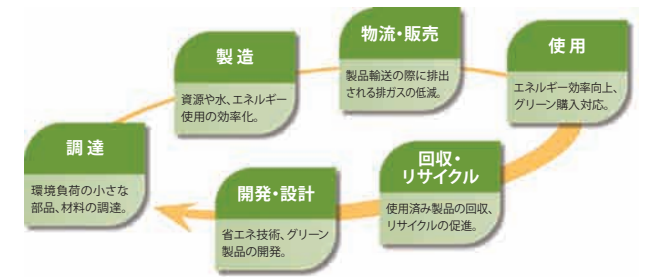 調達
環境負荷の小さな
部品、材料の調達。
製造
資源や水、エネルギー
使用の効率化。
物流・販売
製品輸送の際に排出
される排ガスの低減。
使用
エネルギー効率向上、
グリーン購入対応。
回収・
リサイクル
使用済み製品の回収、
リサイクルの促進。
開発・設計
省エネ技術、グリーン
製品の開発。